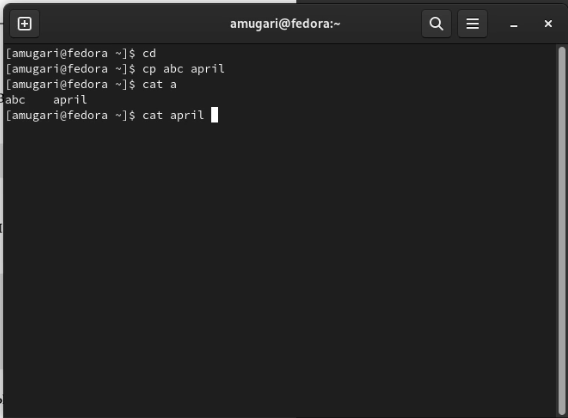 amugari@fedora:~
[amugari@fedora ~]$ cd
[amugari@fedora ~]$ cp abc april
[amugari@fedora ~]$ cat a
abc    april
[amugari@fedora ~]$ cat april